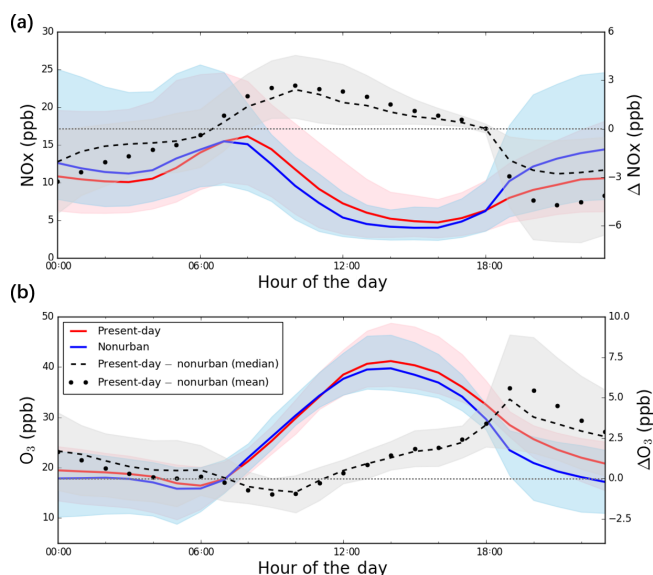 (a)
30
25
20
15
10
5
0
NOx (ppb)
6
3
0
−3
−6
Δ NOx (ppb)
00:00 06:00 12:00 18:00
Hour of the day
(b)
50
40
30
20
10
O3 (ppb)
Present-day
Nonurban
Present-day − nonurban (median)
Present-day − nonurban (mean)
10.0
7.5
5.0
2.5
0.0
−2.5
ΔO3 (ppb)
00:00 06:00 12:00 18:00
Hour of the day